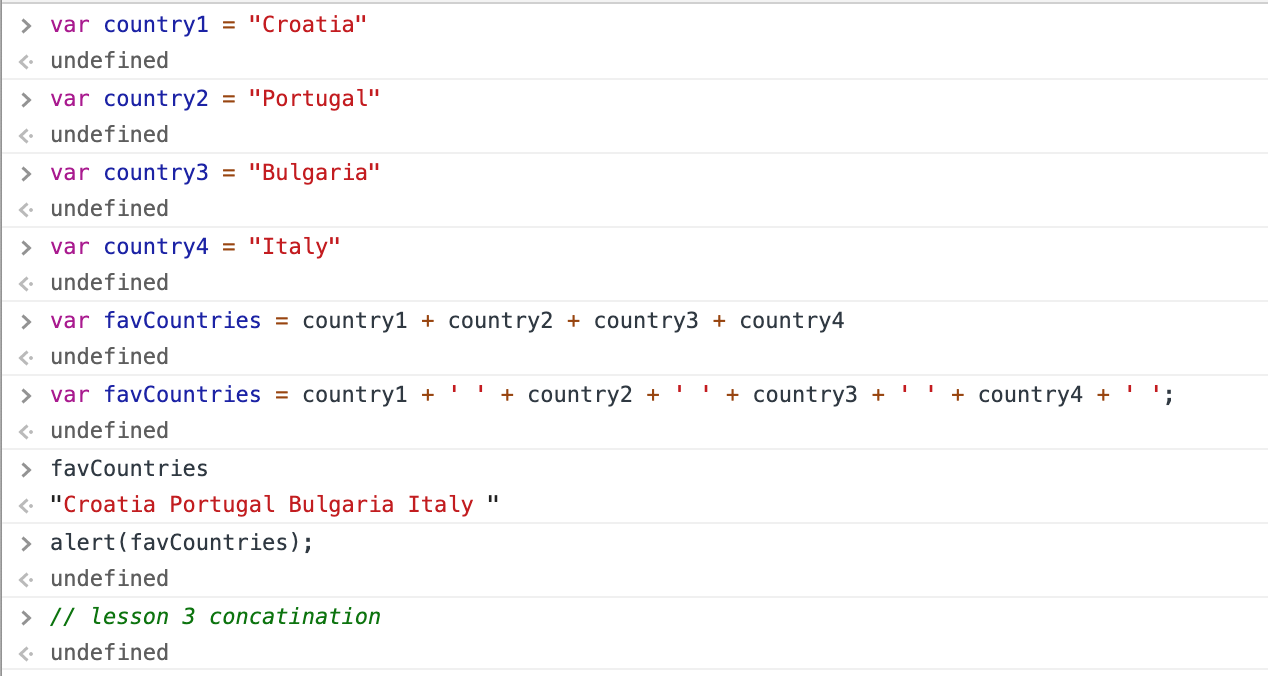 > var country1 = "Croatia"
undefined
> var country2 = "Portugal"
undefined
> var country3 = "Bulgaria"
undefined
> var country4 = "Italy"
undefined
> var favCountries = country1 + country2 + country3 + country4
undefined
> var favCountries = country1 + ' ' + country2 + ' ' + country3 + ' ' + country4 + ' ';
undefined
> favCountries
"Croatia Portugal Bulgaria Italy "
> alert(favCountries);
undefined
> // lesson 3 concatination
undefined